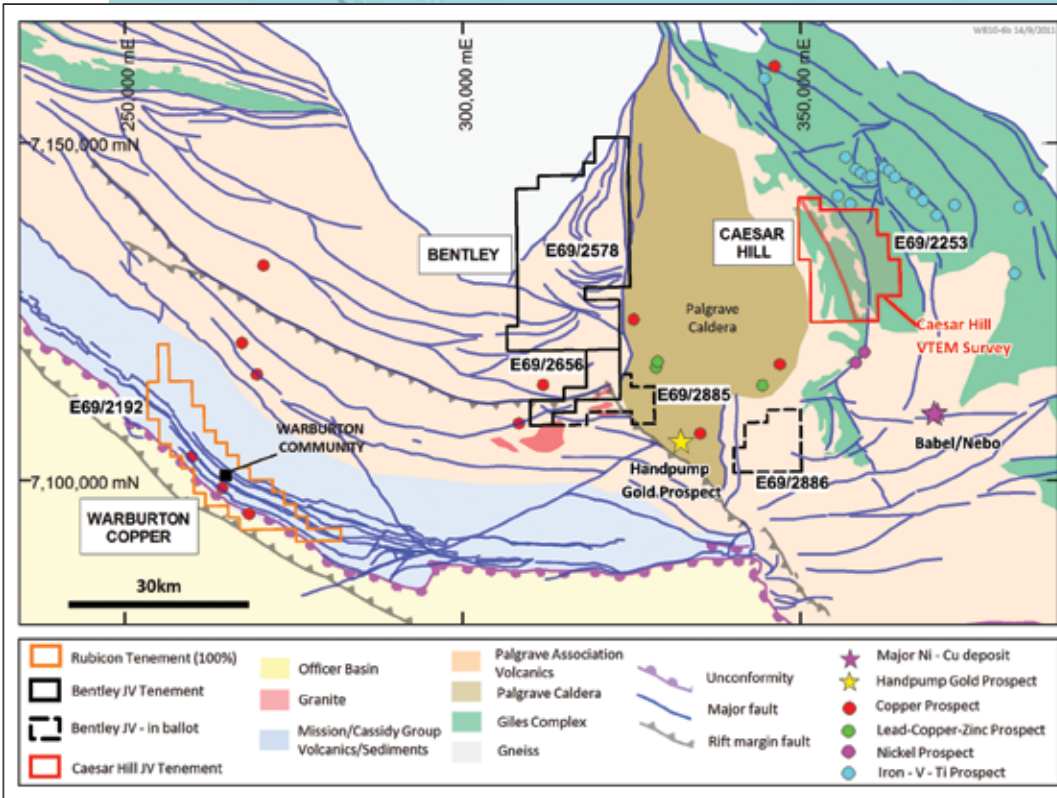 WB10-6b 14/9/2011
250,000 mE
300,000 mE
350,000 mE
7,150,000 mN
BENTLEY
E69/2578
CAESAR
HILL
E69/2253
Palgrave
Caldera
Caesar Hill
VTEM Survey
E69/2656
E69/2885
E69/2192
WARBURTON
COMMUNITY
Babel/Nebo
Handpump
Gold Prospect
E69/2886
7,100,000 mN
WARBURTON
COPPER
30km
Rubicon Tenement (100%)
Bentley JV Tenement
Bentley JV - in ballot
Caesar Hill JV Tenement
Officer Basin
Granite
Mission/Cassidy Group
Volcanics/Sediments
Palgrave Association
Volcanics
Palgrave Caldera
Giles Complex
Gneiss
Unconformity
Major fault
Rift margin fault
Major Ni - Cu deposit
Handpump Gold Prospect
Copper Prospect
Lead-Copper-Zinc Prospect
Nickel Prospect
Iron - V - Ti Prospect